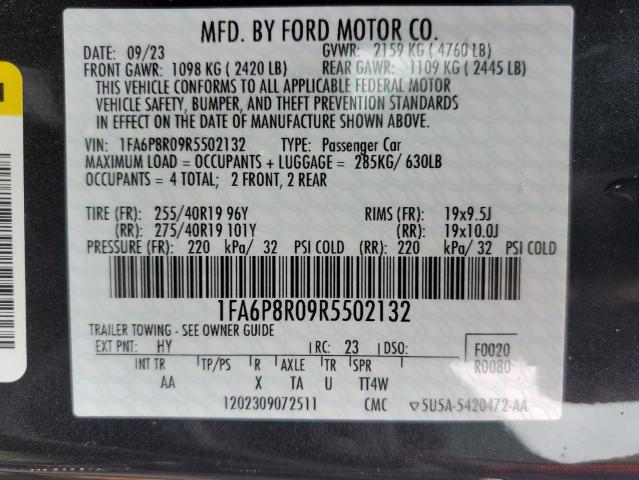 MFD. BY FORD MOTOR CO.
DATE: 09/23 GVWR: 2159 KG ( 4760 LB)
FRONT GAWR: 1098 KG ( 2420 LB) REAR GAWR: 1109 KG ( 2445 LB)
THIS VEHICLE CONFORMS TO ALL APPLICABLE FEDERAL MOTOR
VEHICLE SAFETY, BUMPER, AND THEFT PREVENTION STANDARDS
IN EFFECT ON THE DATE OF MANUFACTURE SHOWN ABOVE.
VIN: 1FA6P8R09R5502132 TYPE: Passenger Car
MAXIMUM LOAD = OCCUPANTS + LUGGAGE = 285KG/ 630LB
OCCUPANTS = 4 TOTAL; 2 FRONT, 2 REAR
TIRE (FR): 255/40R19 96Y RIMS (FR): 19x9.5J
(RR): 275/40R19 101Y (RR): 19x10.0J
PRESSURE (FR): 220 kPa/ 32 PSI COLD (RR): 220 kPa/ 32 PSI COLD
1FA6P8R09R5502132
TRAILER TOWING - SEE OWNER GUIDE
EXT PNT: HY RC: 23 DSO: F0020
R0080
INT TR TP/PS R AXLE TR SPR
AA X TA U TT4W
1202309072511 CMC ▽5U5A-5420472-AA